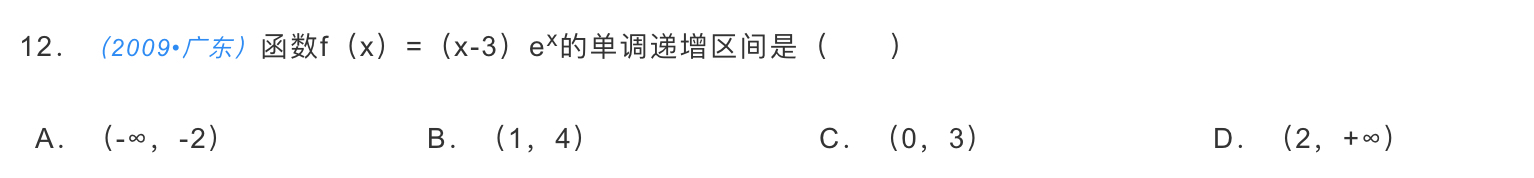 12. (2009•广东)函数f（x）=（x-3）eˣ的单调递增区间是（  ）
A. （-∞，-2） B. （1，4） C. （0，3） D. （2，+∞）